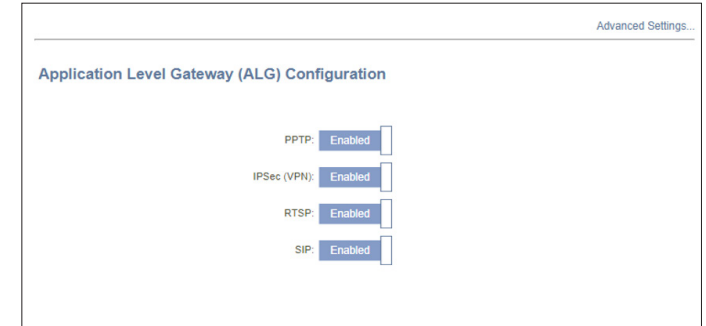 Advanced Settings...
Application Level Gateway (ALG) Configuration
PPTP: Enabled
IPSec (VPN): Enabled
RTSP: Enabled
SIP: Enabled